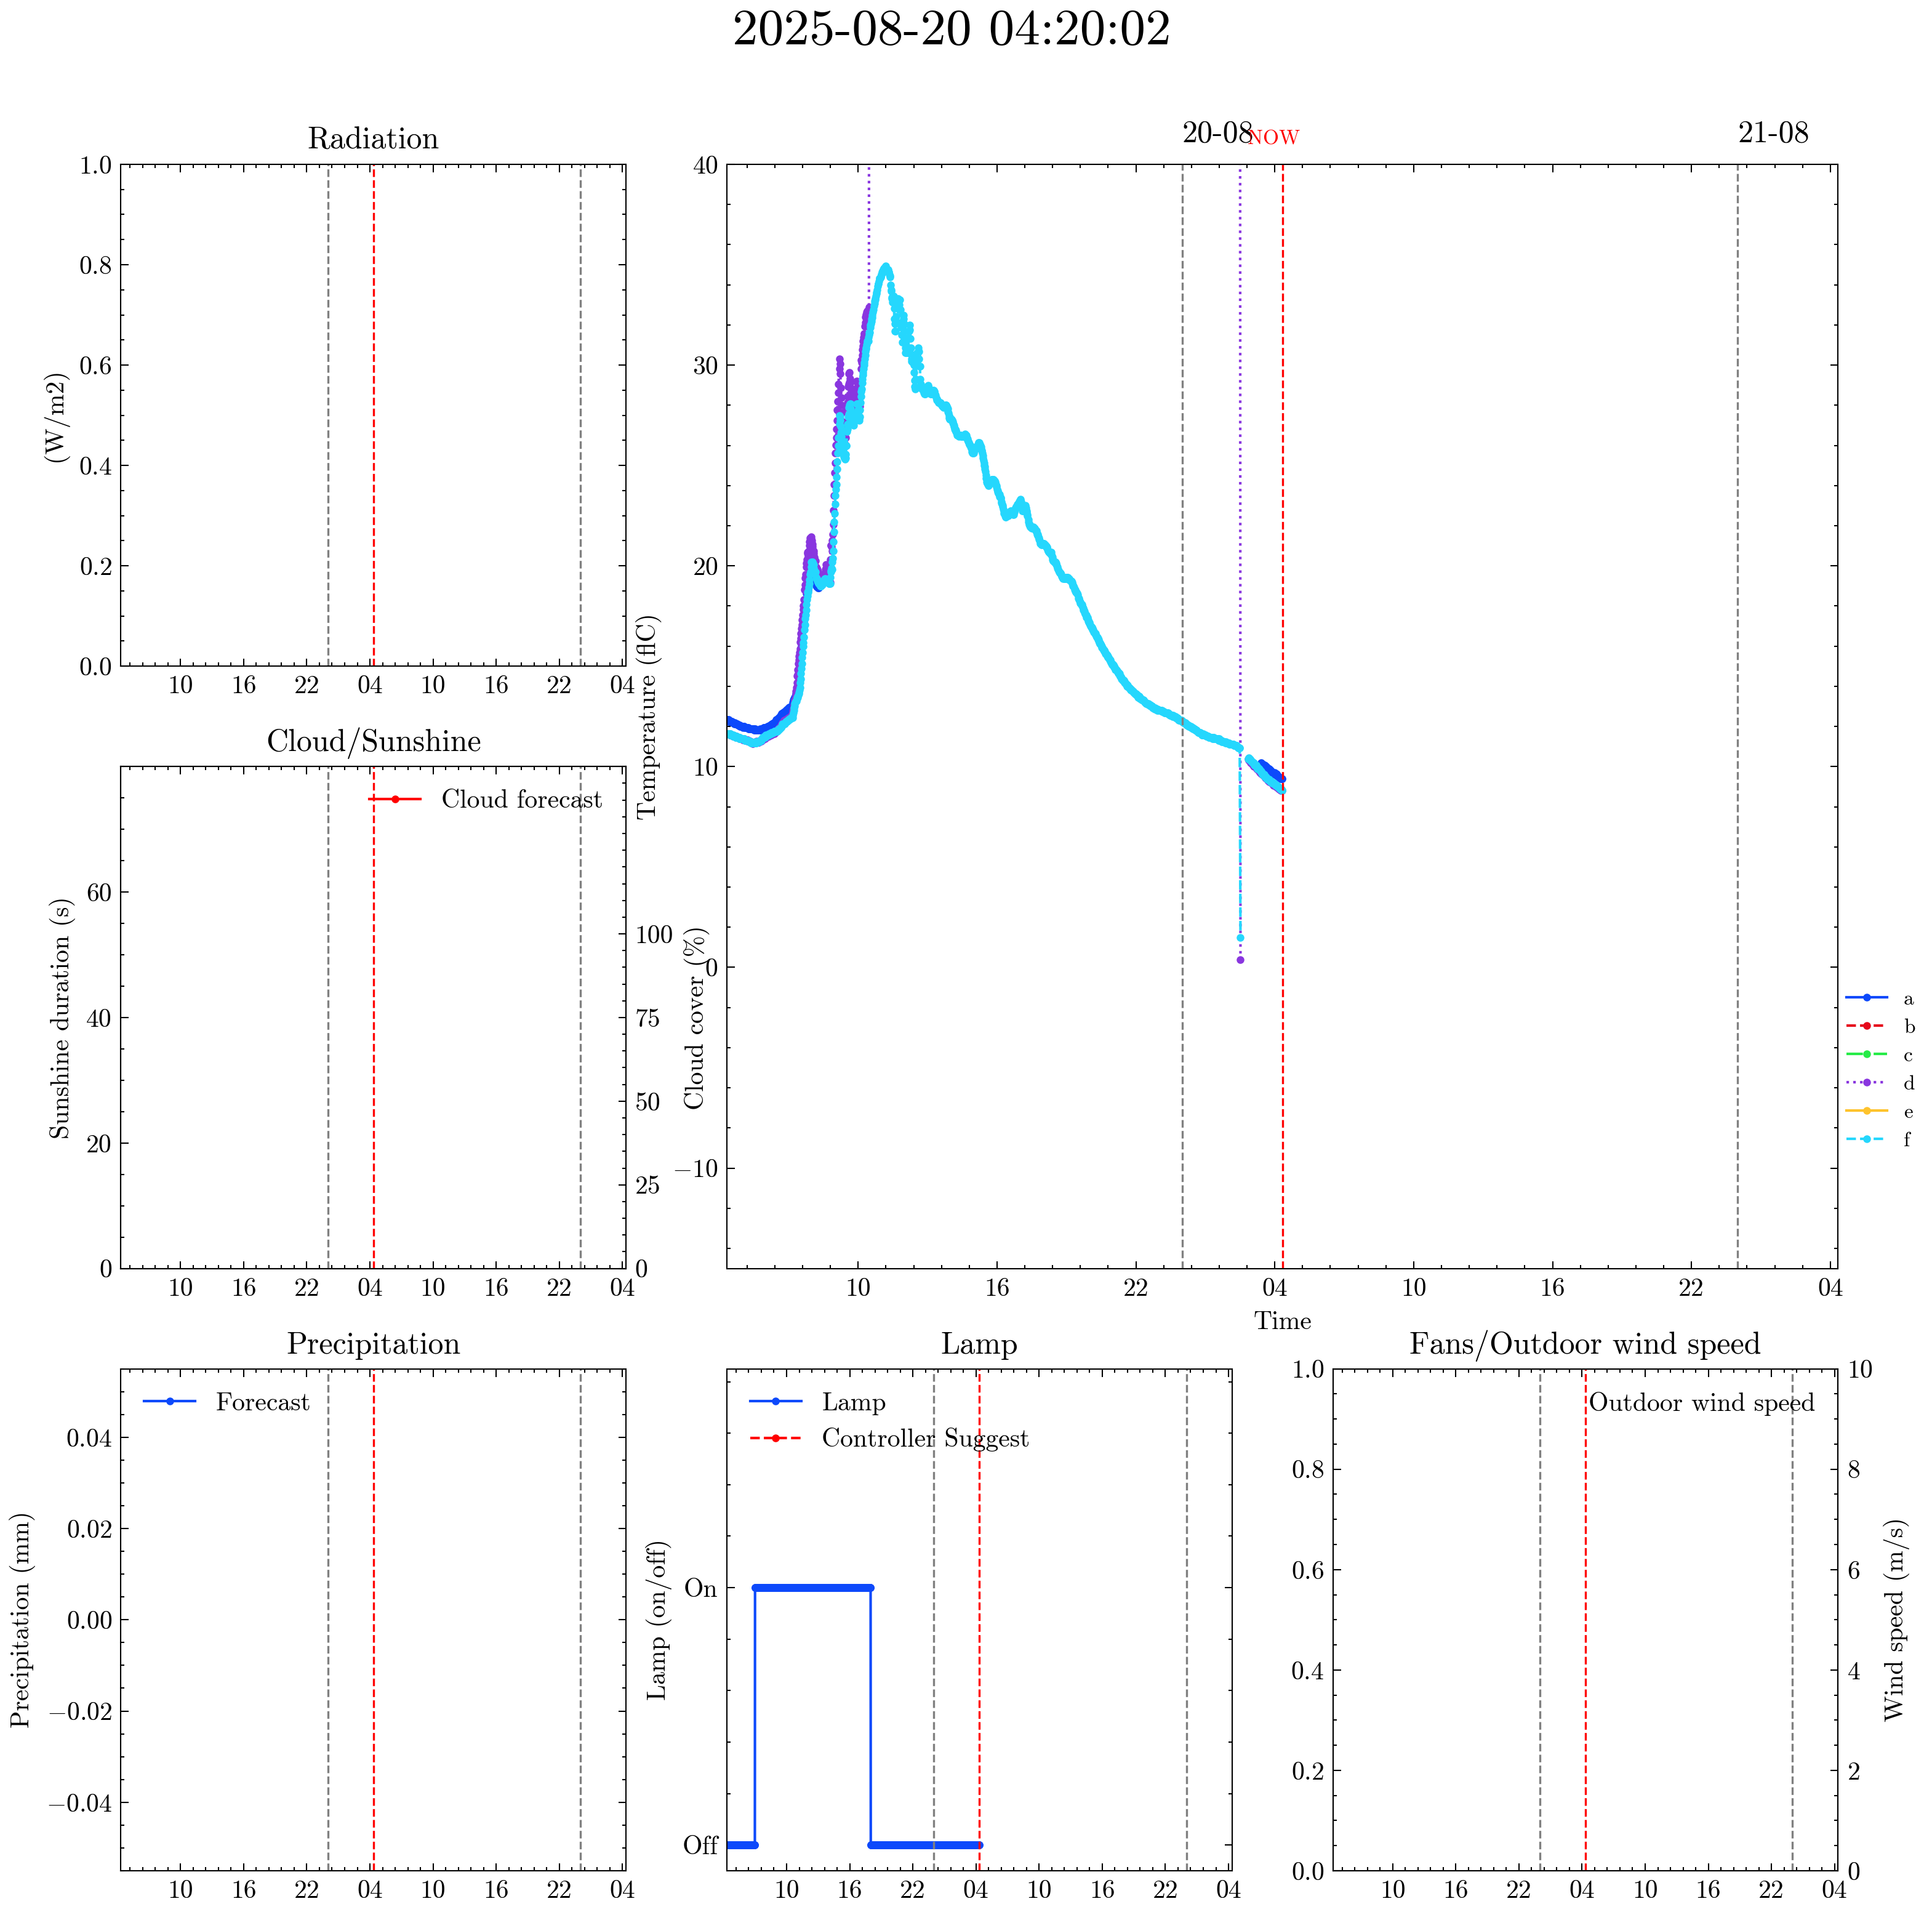 2025-08-20 04:20:02
Radiation
1.0
0.8
0.6
0.4
0.2
0.0
(W/m2)
10 16 22 04 10 16 22 04
20-08 NOW 21-08
40
30
20
10
0
−10
Temperature (flC)
10 16 22 04 10 16 22 04
Time
a
b
c
d
e
f
Cloud/Sunshine
Cloud forecast
60
40
20
0
Sunshine duration (s)
100
75
50
25
0
Cloud cover (%)
10 16 22 04 10 16 22 04
Precipitation
Forecast
0.04
0.02
0.00
−0.02
−0.04
Precipitation (mm)
10 16 22 04 10 16 22 04
Lamp
Lamp
Controller Suggest
On
Off
Lamp (on/off)
10 16 22 04 10 16 22 04
Fans/Outdoor wind speed
Outdoor wind speed
1.0
0.8
0.6
0.4
0.2
0.0
10
8
6
4
2
0
Wind speed (m/s)
10 16 22 04 10 16 22 04